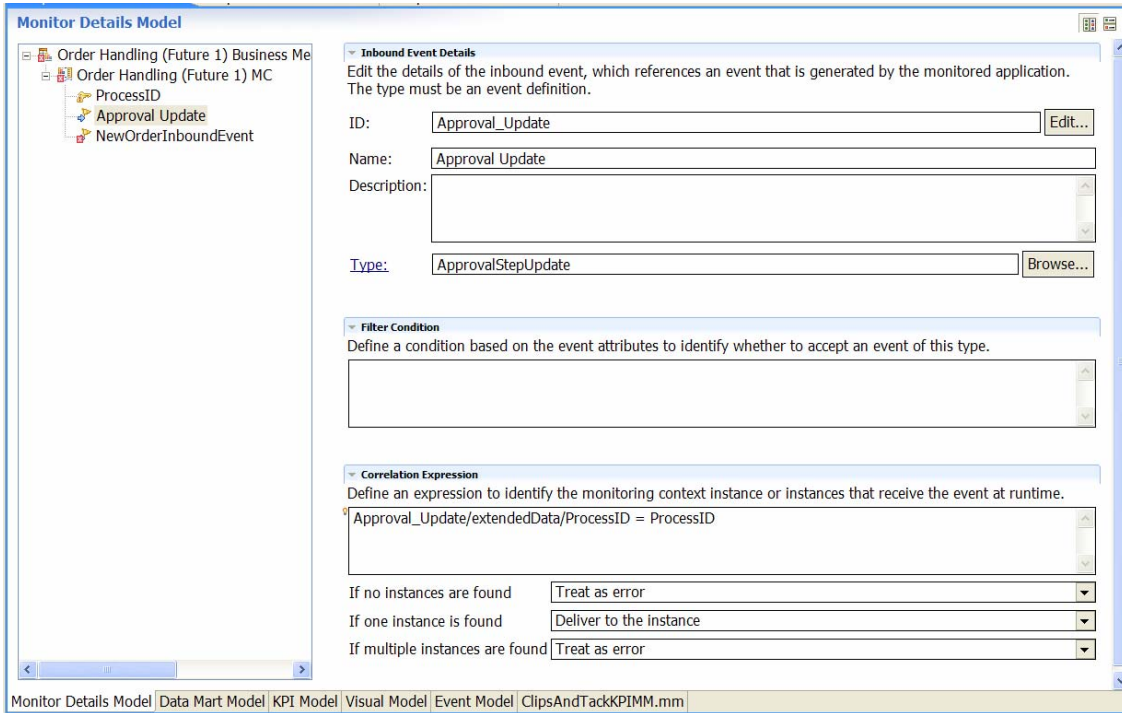 Monitor Details Model
Order Handling (Future 1) Business Me
Order Handling (Future 1) MC
ProcessID
Approval Update
NewOrderInboundEvent
Inbound Event Details
Edit the details of the inbound event, which references an event that is generated by the monitored application.
The type must be an event definition.
ID:
Approval_Update
Edit...
Name:
Approval Update
Description:
Type:
ApprovalStepUpdate
Browse...
Filter Condition
Define a condition based on the event attributes to identify whether to accept an event of this type.
Correlation Expression
Define an expression to identify the monitoring context instance or instances that receive the event at runtime.
Approval_Update/extendedData/ProcessID = ProcessID
If no instances are found
Treat as error
If one instance is found
Deliver to the instance
If multiple instances are found
Treat as error
Monitor Details Model
Data Mart Model
KPI Model
Visual Model
Event Model
ClipsAndTackKPIMM.mm